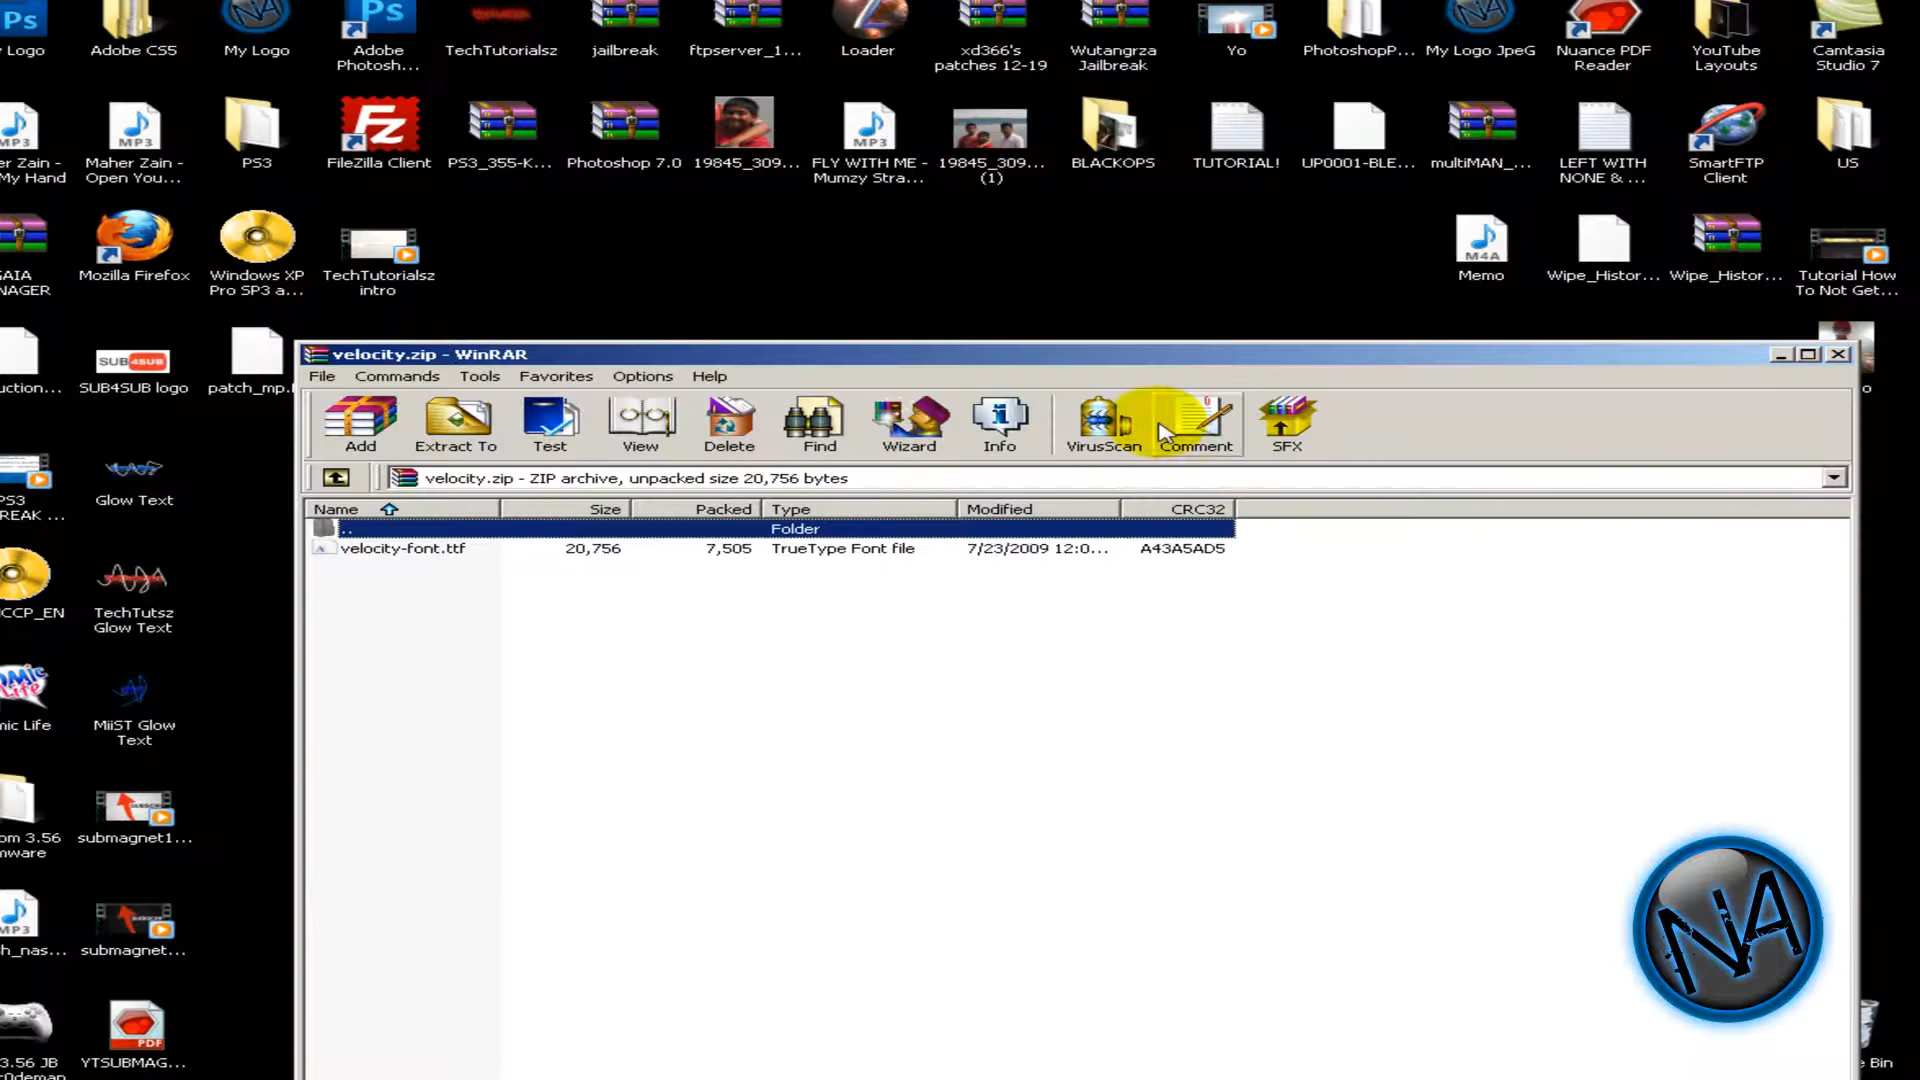 Logo
Adobe CS5
My Logo
Adobe
Photosh...
TechTutorialsz
jailbreak
ftpserver_1...
Loader
xd366's
patches 12-19
Wutangrza
Jailbreak
Yo
PhotoshopP...
My Logo JpeG
Nuance PDF
Reader
YouTube
Layouts
Camtasia
Studio 7
er Zain -
My Hand
Maher Zain -
Open You...
PS3
FileZilla Client
PS3_355-K...
Photoshop 7.0
19845_309...
FLY WITH ME -
Mumzy Stra...
19845_309...
(1)
BLACKOPS
TUTORIAL!
UP0001-BLE...
multiMAN_...
LEFT WITH
NONE & ...
SmartFTP
Client
US
GAIA
NAGER
Mozilla Firefox
Windows XP
Pro SP3 a...
TechTutorialsz
intro
Memo
Wipe_Histor...
Wipe_Histor...
Tutorial How
To Not Get...
uction...
SUB4SUB
SUB4SUB logo
patch_mp.
velocity.zip - WinRAR
File Commands Tools Favorites Options Help
Add
Extract To
Test
View
Delete
Find
Wizard
Info
VirusScan
Comment
SFX
velocity.zip - ZIP archive, unpacked size 20,756 bytes
Name Size Packed Type Modified CRC32
.. Folder
velocity-font.ttf 20,756 7,505 TrueType Font file 7/23/2009 12:0... A43A5AD5
PS3
REAK ...
Glow Text
CCP_EN
TechTutsz
Glow Text
mic Life
MiiST Glow
Text
om 3.56
mware
submagnet1...
h_nas...
submagnet...
3.56 JB
YTSUBMAG...
e Bin
NA